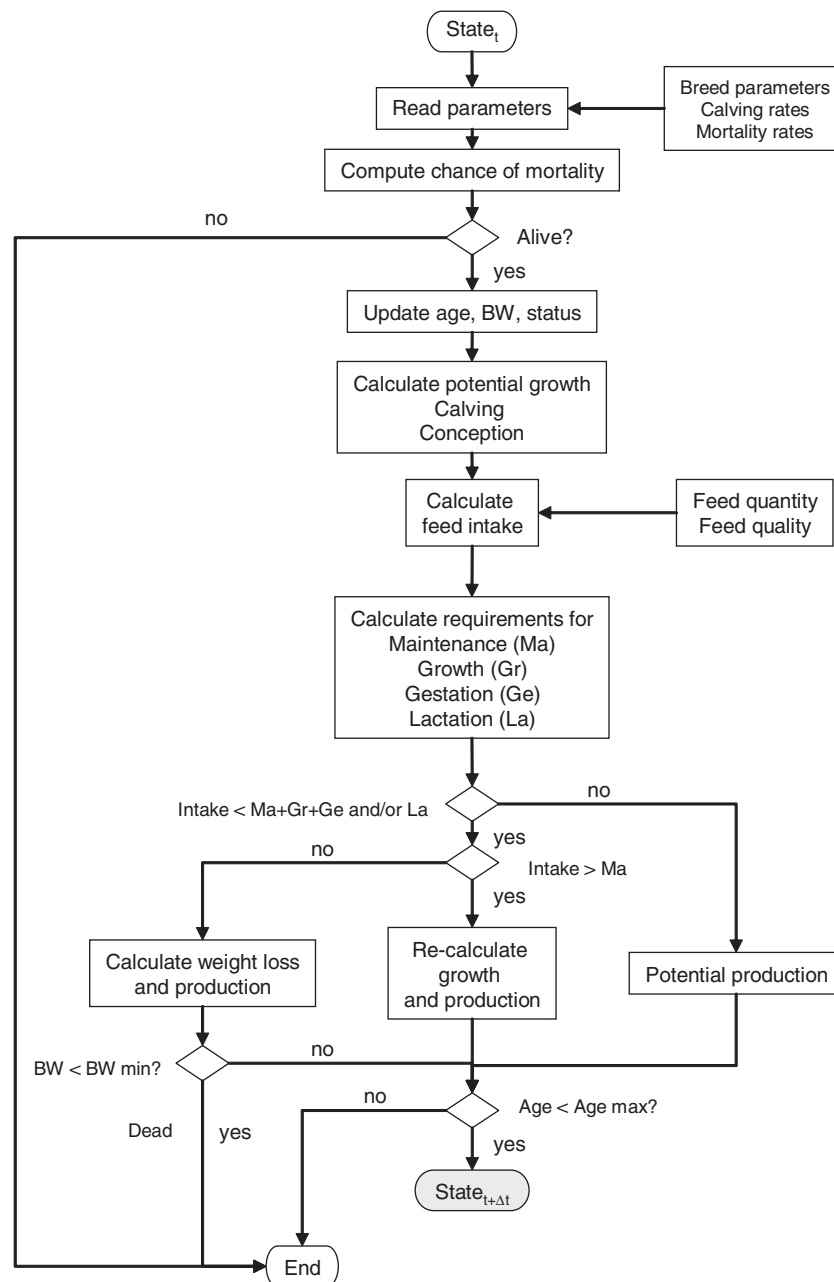 State_t
Read parameters
Breed parameters
Calving rates
Mortality rates
Compute chance of mortality
no
Alive?
yes
Update age, BW, status
Calculate potential growth
Calving
Conception
Calculate
feed intake
Feed quantity
Feed quality
Calculate requirements for
Maintenance (Ma)
Growth (Gr)
Gestation (Ge)
Lactation (La)
Intake < Ma+Gr+Ge and/or La
no
yes
no
Intake > Ma
yes
Calculate weight loss
and production
Re-calculate
growth
and production
Potential production
BW < BW min?
no
Dead
yes
no
Age < Age max?
yes
State_t+Δt
End